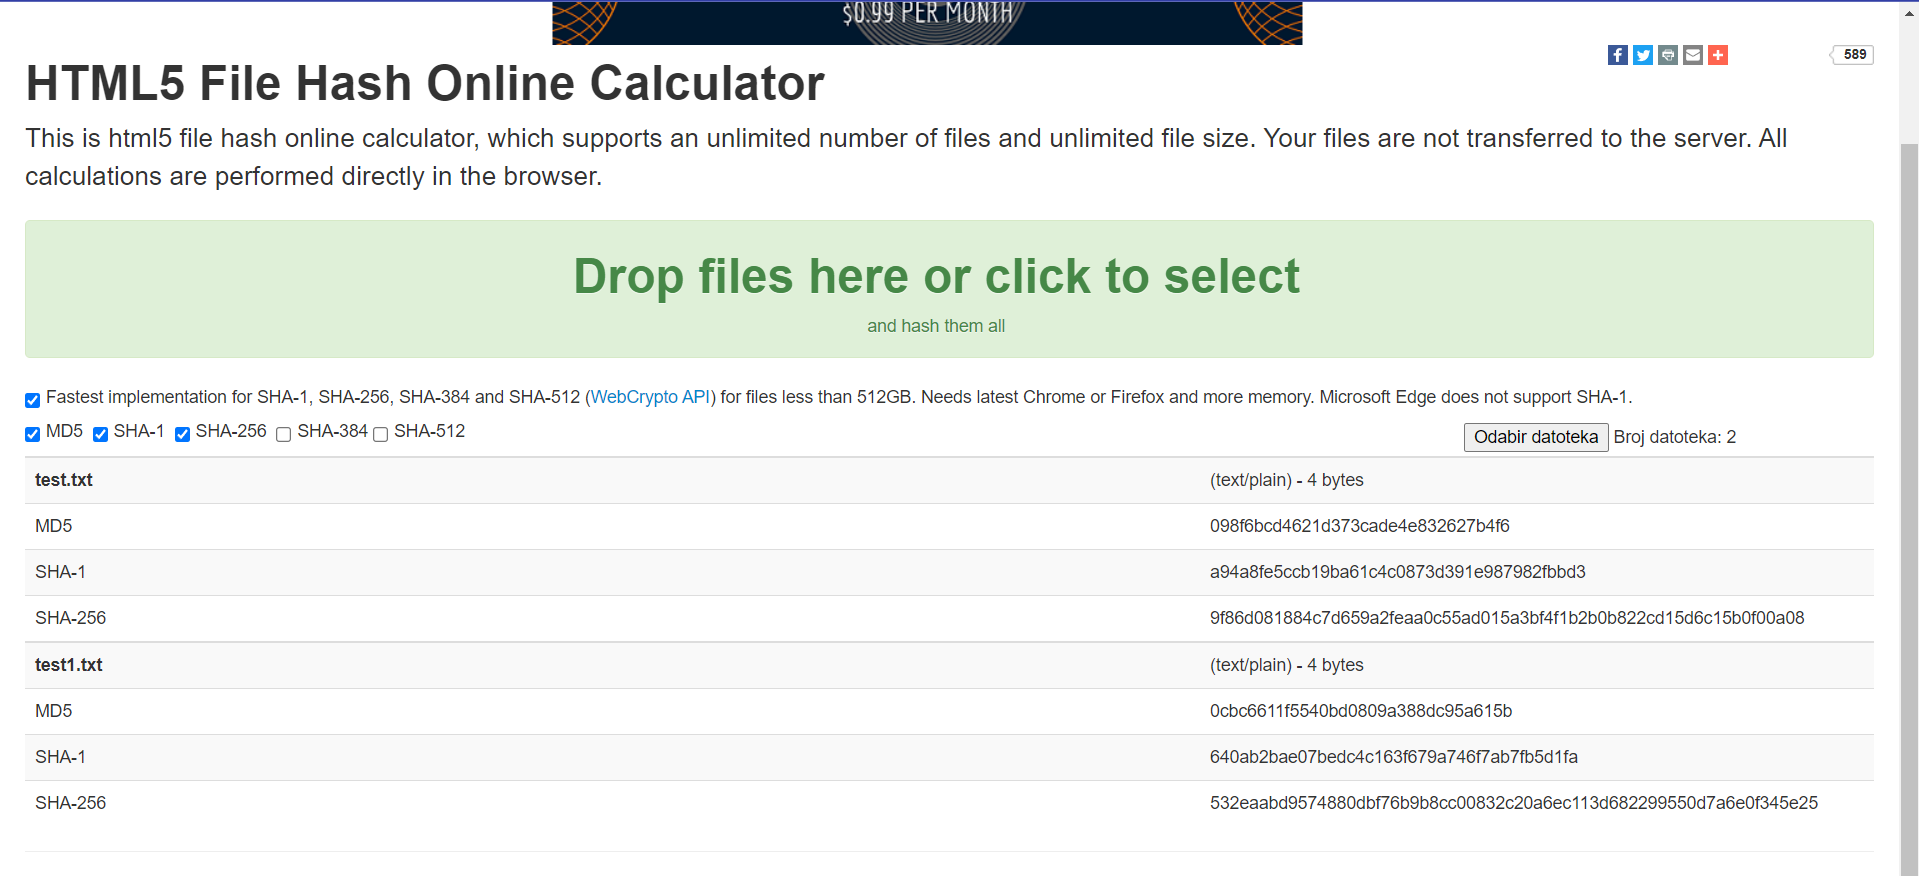 $0.99 PER MONTH
589
HTML5 File Hash Online Calculator
This is html5 file hash online calculator, which supports an unlimited number of files and unlimited file size. Your files are not transferred to the server. All
calculations are performed directly in the browser.
Drop files here or click to select
and hash them all
Fastest implementation for SHA-1, SHA-256, SHA-384 and SHA-512 (WebCrypto API) for files less than 512GB. Needs latest Chrome or Firefox and more memory. Microsoft Edge does not support SHA-1.
MD5 SHA-1 SHA-256 SHA-384 SHA-512
Odabir datoteka Broj datoteka: 2
test.txt (text/plain) - 4 bytes
MD5 098f6bcd4621d373cade4e832627b4f6
SHA-1 a94a8fe5ccb19ba61c4c0873d391e987982fbbd3
SHA-256 9f86d081884c7d659a2feaa0c55ad015a3bf4f1b2b0b822cd15d6c15b0f00a08
test1.txt (text/plain) - 4 bytes
MD5 0cbc6611f5540bd0809a388dc95a615b
SHA-1 640ab2bae07bedc4c163f679a746f7ab7fb5d1fa
SHA-256 532eaabd9574880dbf76b9b8cc00832c20a6ec113d682299550d7a6e0f345e25